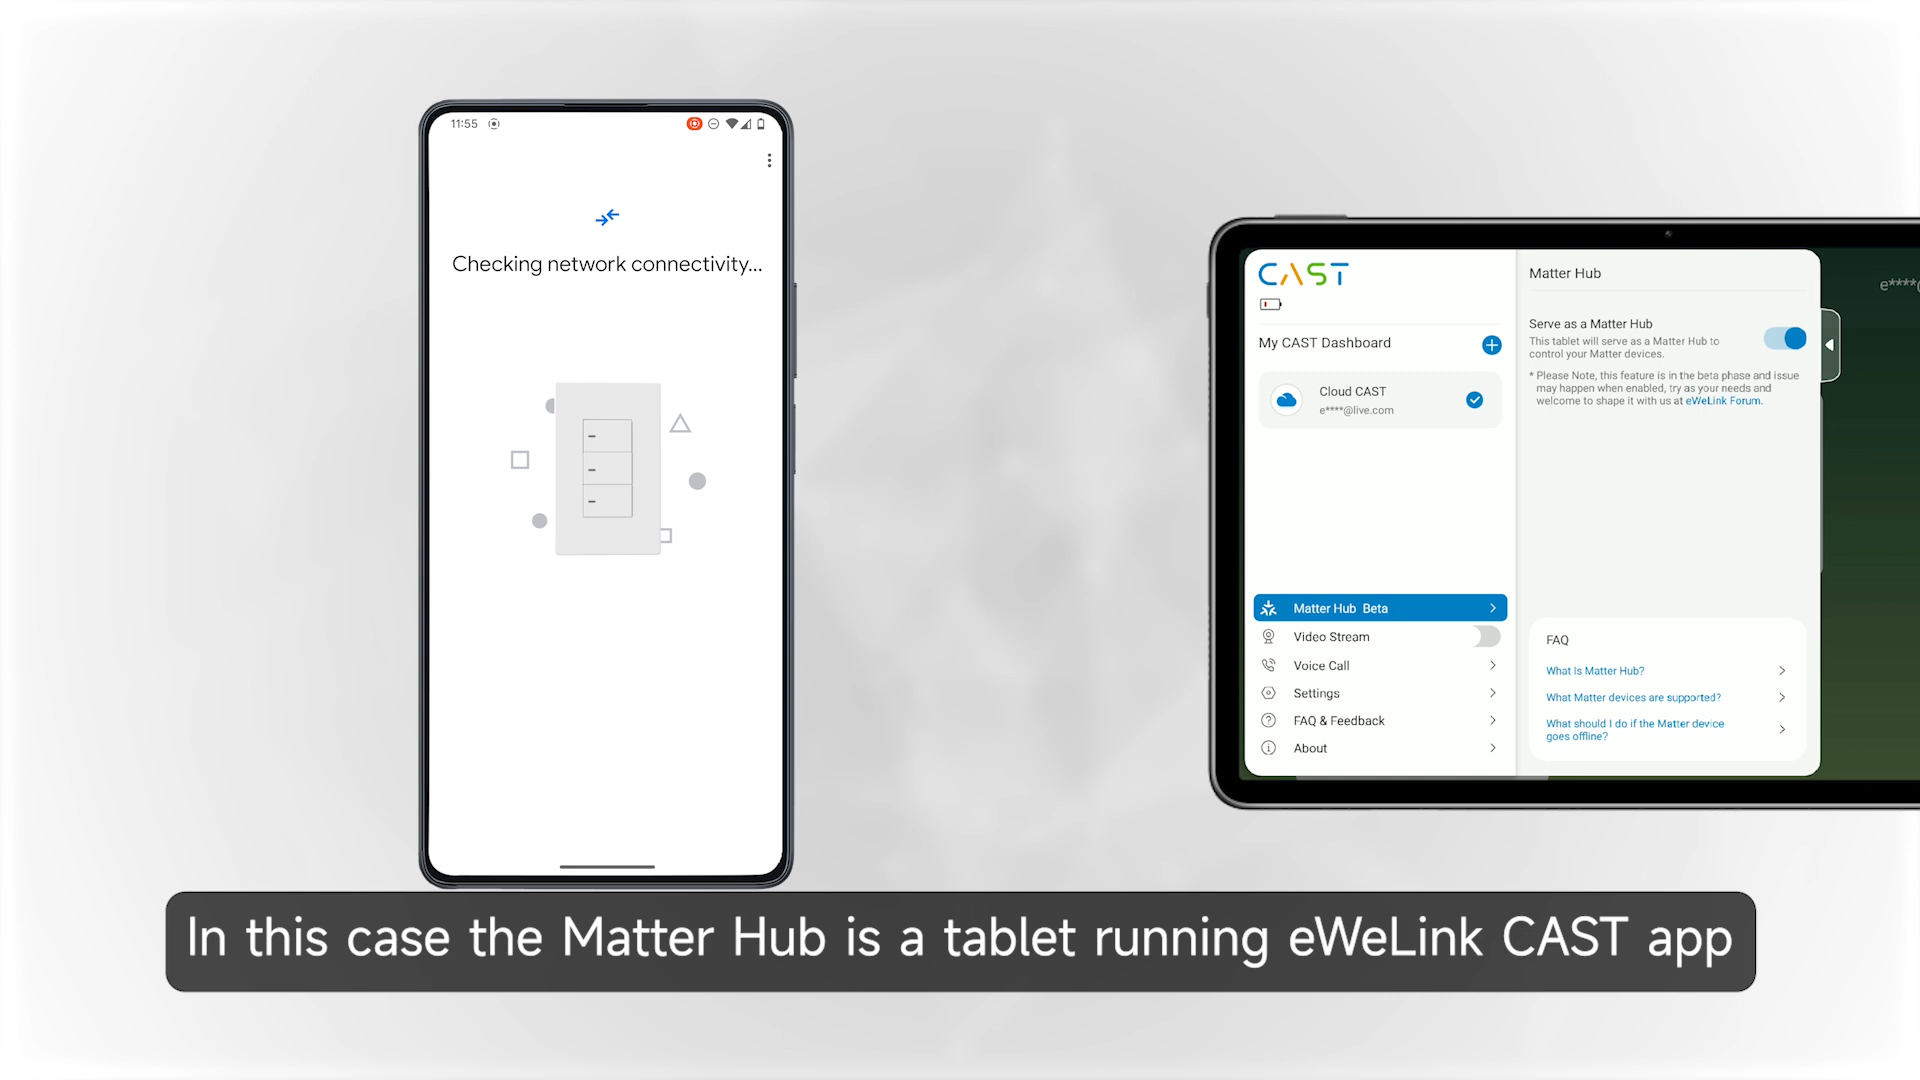 11:55
Checking network connectivity...
CAST
My CAST Dashboard
Cloud CAST
e****@live.com
Matter Hub Beta
Video Stream
Voice Call
Settings
FAQ & Feedback
About
Matter Hub
Serve as a Matter Hub
This tablet will serve as a Matter Hub to
control your Matter devices.
* Please Note, this feature is in the beta phase and issue
may happen when enabled, try as your needs and
welcome to shape it with us at eWeLink Forum.
FAQ
What is Matter Hub?
What Matter devices are supported?
What should I do if the Matter device
goes offline?
In this case the Matter Hub is a tablet running eWeLink CAST app